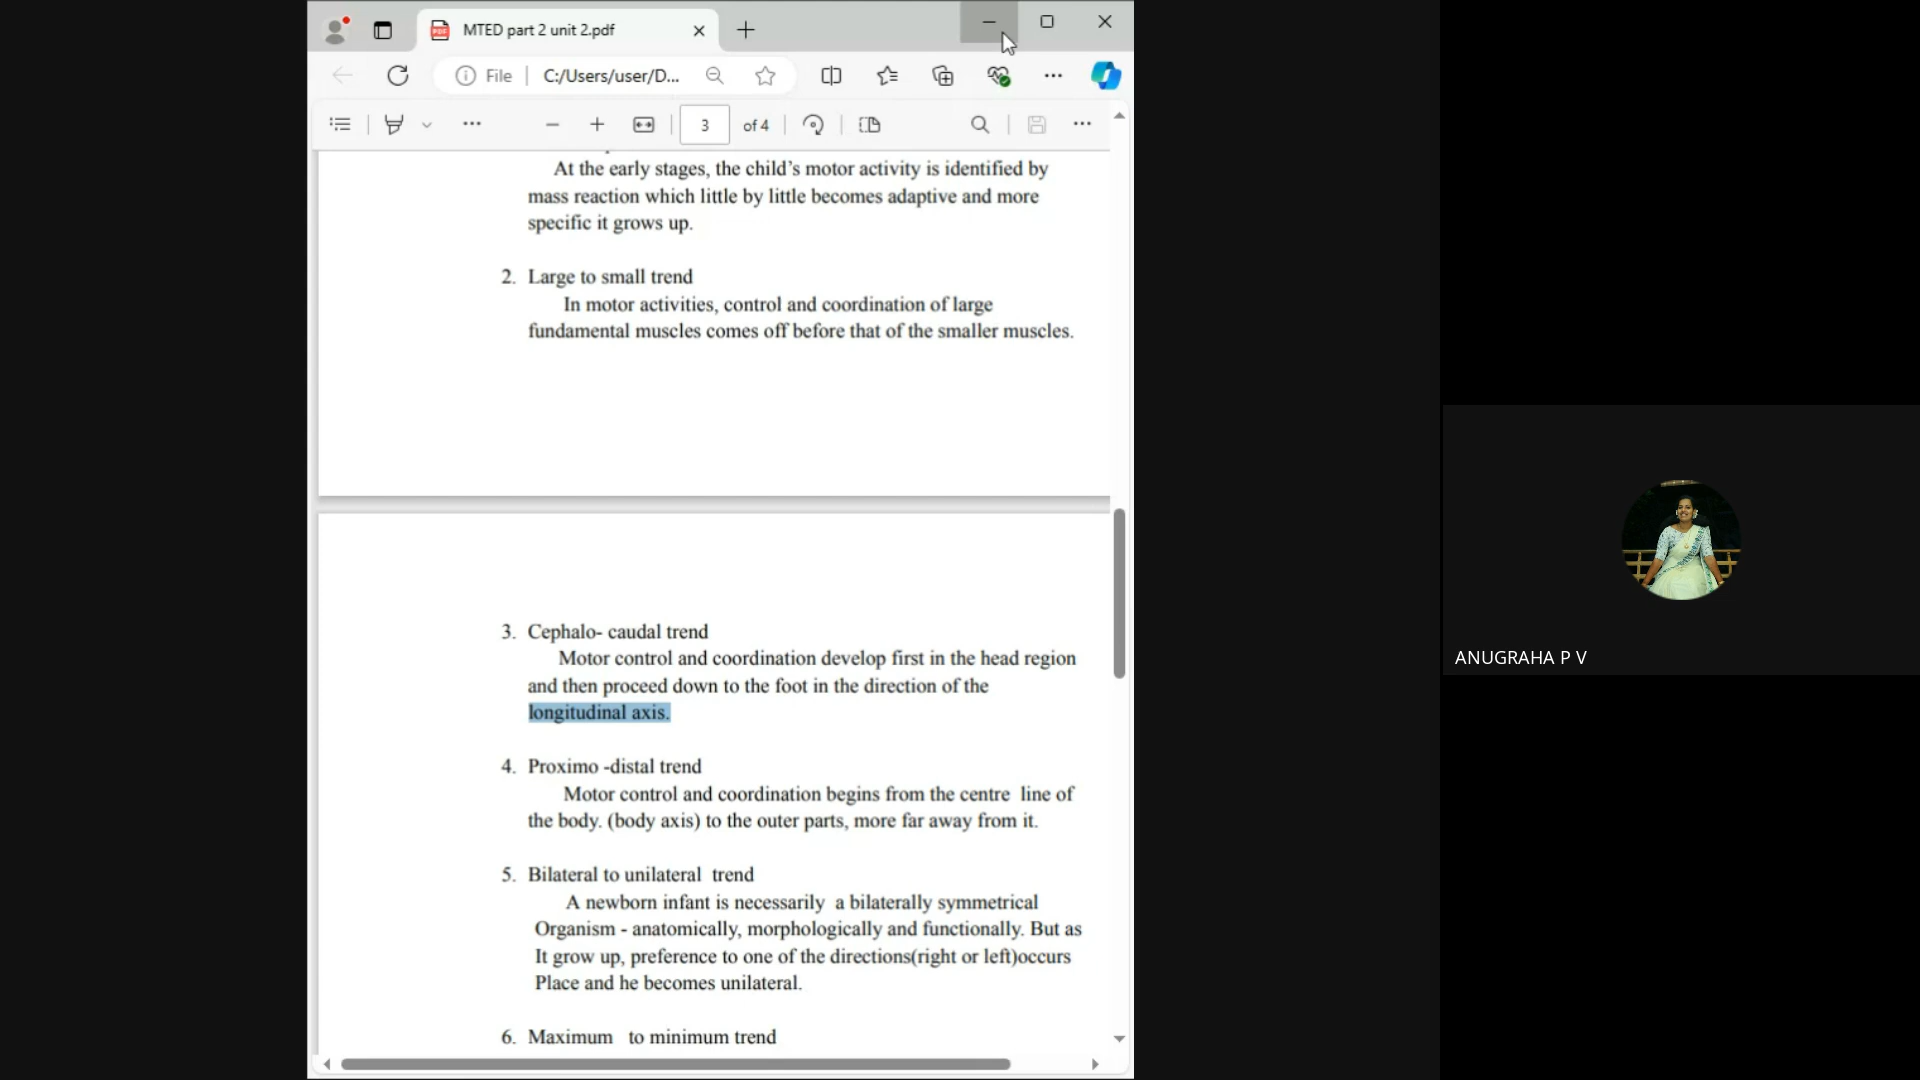 MTED part 2 unit 2.pdf
File
C:/Users/user/D...
3
of 4
At the early stages, the child’s motor activity is identified by
mass reaction which little by little becomes adaptive and more
specific it grows up.
2. Large to small trend
In motor activities, control and coordination of large
fundamental muscles comes off before that of the smaller muscles.
3. Cephalo- caudal trend
Motor control and coordination develop first in the head region
and then proceed down to the foot in the direction of the
longitudinal axis.
4. Proximo -distal trend
Motor control and coordination begins from the centre line of
the body. (body axis) to the outer parts, more far away from it.
5. Bilateral to unilateral trend
A newborn infant is necessarily a bilaterally symmetrical
Organism - anatomically, morphologically and functionally. But as
It grow up, preference to one of the directions(right or left)occurs
Place and he becomes unilateral.
6. Maximum to minimum trend
ANUGRAHA P V